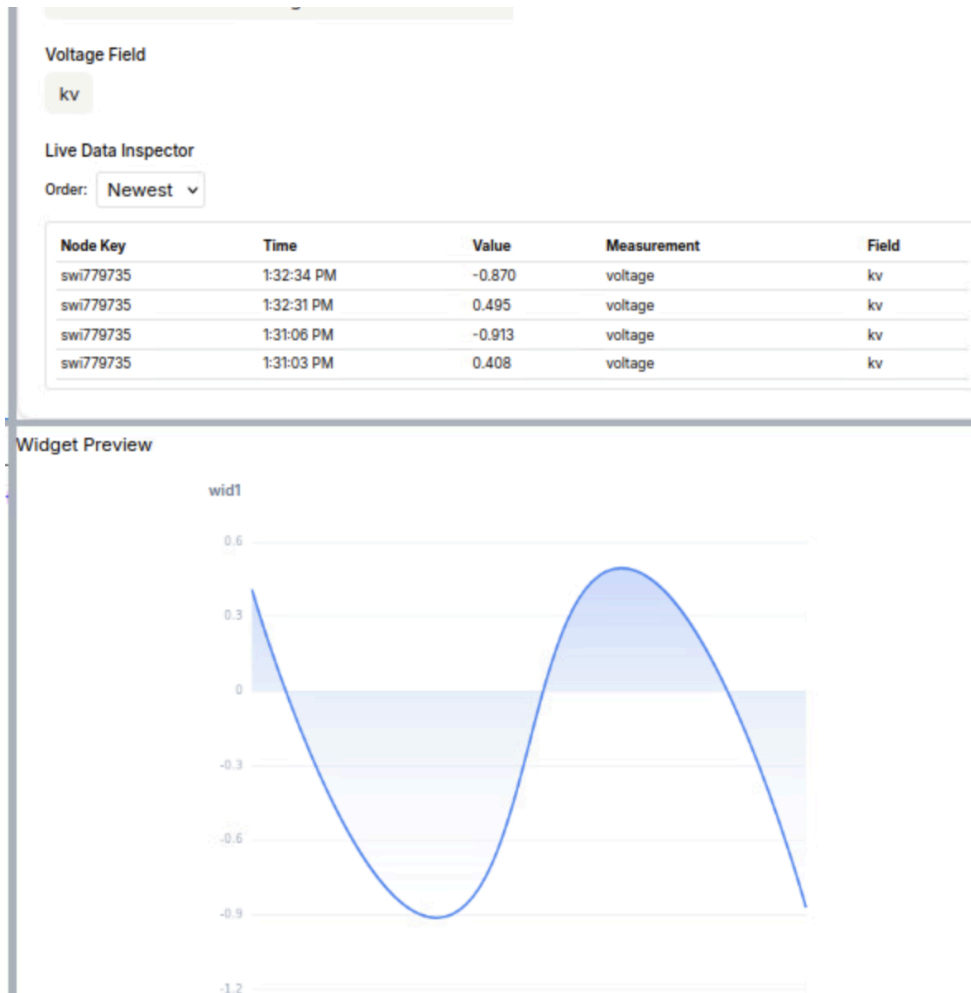 Voltage Field
kv
Live Data Inspector
Order: Newest
Node Key Time Value Measurement Field
swi779735 1:32:34 PM -0.870 voltage kv
swi779735 1:32:31 PM 0.495 voltage kv
swi779735 1:31:06 PM -0.913 voltage kv
swi779735 1:31:03 PM 0.408 voltage kv
Widget Preview
wid1
0.6
0.3
0
-0.3
-0.6
-0.9
-1.2